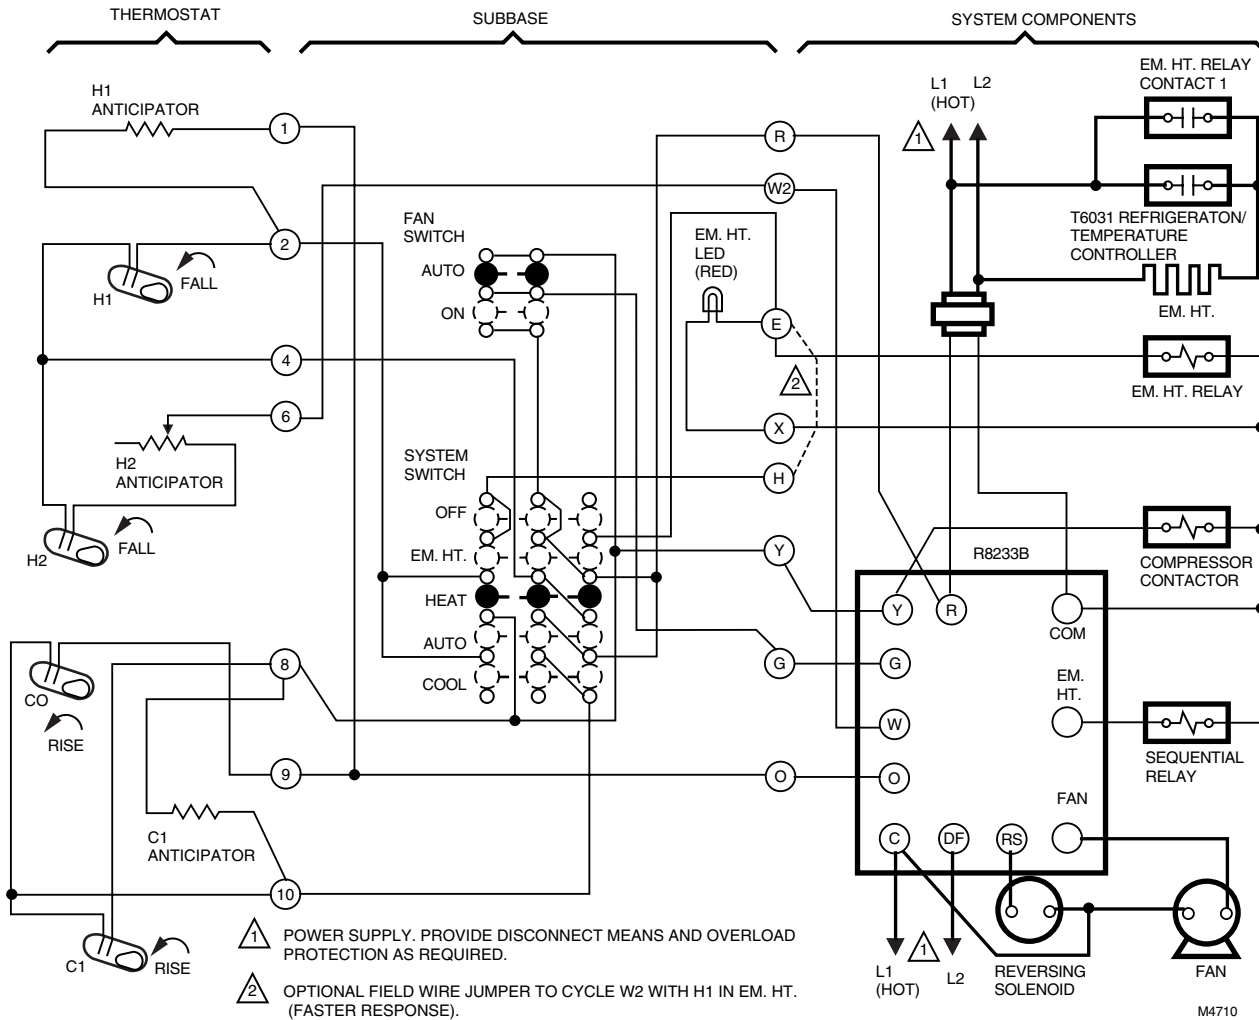 THERMOSTAT
SUBBASE
SYSTEM COMPONENTS
H1
ANTICIPATOR
1
R
L1
(HOT)
L2
1
EM. HT. RELAY
CONTACT 1
W2
2
FAN
SWITCH
AUTO
ON
EM. HT.
LED
(RED)
T6031 REFRIGERATON/
TEMPERATURE
CONTROLLER
H1
FALL
E
EM. HT.
4
2
EM. HT. RELAY
6
X
H2
ANTICIPATOR
SYSTEM
SWITCH
H
OFF
H2
FALL
EM. HT.
Y
R8233B
COMPRESSOR
CONTACTOR
HEAT
Y
R
COM
AUTO
8
G
G
CO
COOL
EM.
HT.
RISE
W
SEQUENTIAL
RELAY
9
O
O
FAN
C1
ANTICIPATOR
C
DF
RS
10
1
POWER SUPPLY. PROVIDE DISCONNECT MEANS AND OVERLOAD
PROTECTION AS REQUIRED.
C1
RISE
1
L1
(HOT)
L2
REVERSING
SOLENOID
FAN
2
OPTIONAL FIELD WIRE JUMPER TO CYCLE W2 WITH H1 IN EM. HT.
(FASTER RESPONSE).
M4710